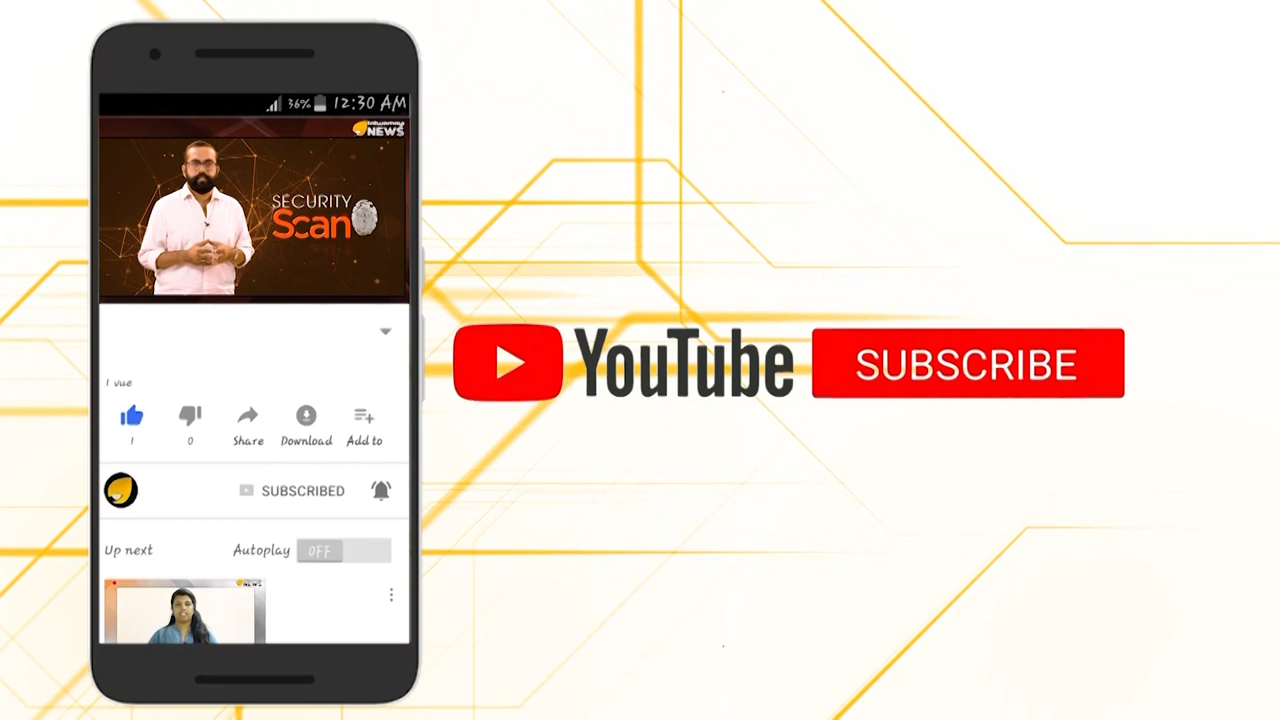 36% 12:30 AM
NEWS
SECURITY
Scan
1 vue
1
0
Share
Download
Add to
SUBSCRIBED
Up next
Autoplay
OFF
NEWS
YouTube
SUBSCRIBE